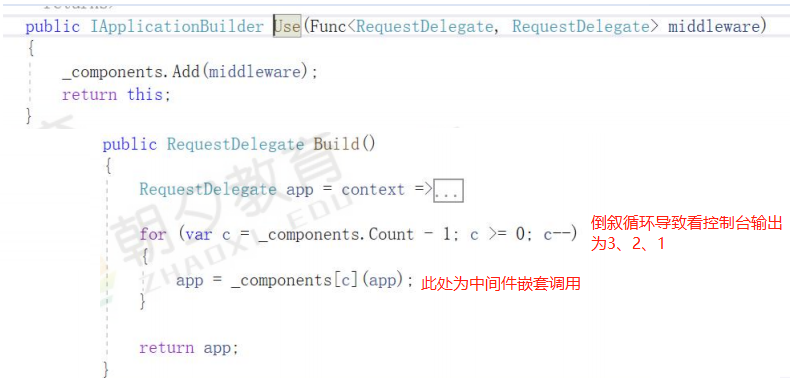 public IApplicationBuilder Use(Func<RequestDelegate, RequestDelegate> middleware)
{
_components.Add(middleware);
return this;
}
public RequestDelegate Build()
{
RequestDelegate app = context =>...
for (var c = _components.Count - 1; c >= 0; c--)
倒叙循环导致看控制台输出
为3、2、1
{
app = _components[c](app);
此处为中间件嵌套调用
}
return app;
}
朝夕教育
ZHAOXI.EDU